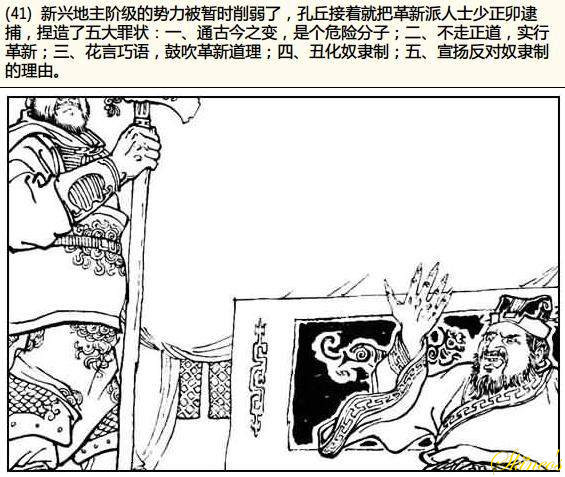 (41) 新兴地主阶级的势力被暂时削弱了，孔丘接着就把革新派人士少正卯逮
捕，捏造了五大罪状：一、通古今之变，是个危险分子；二、不走正道，实行
革新；三、花言巧语，鼓吹革新道理；四、丑化奴隶制；五、宣扬反对奴隶制
的理由。